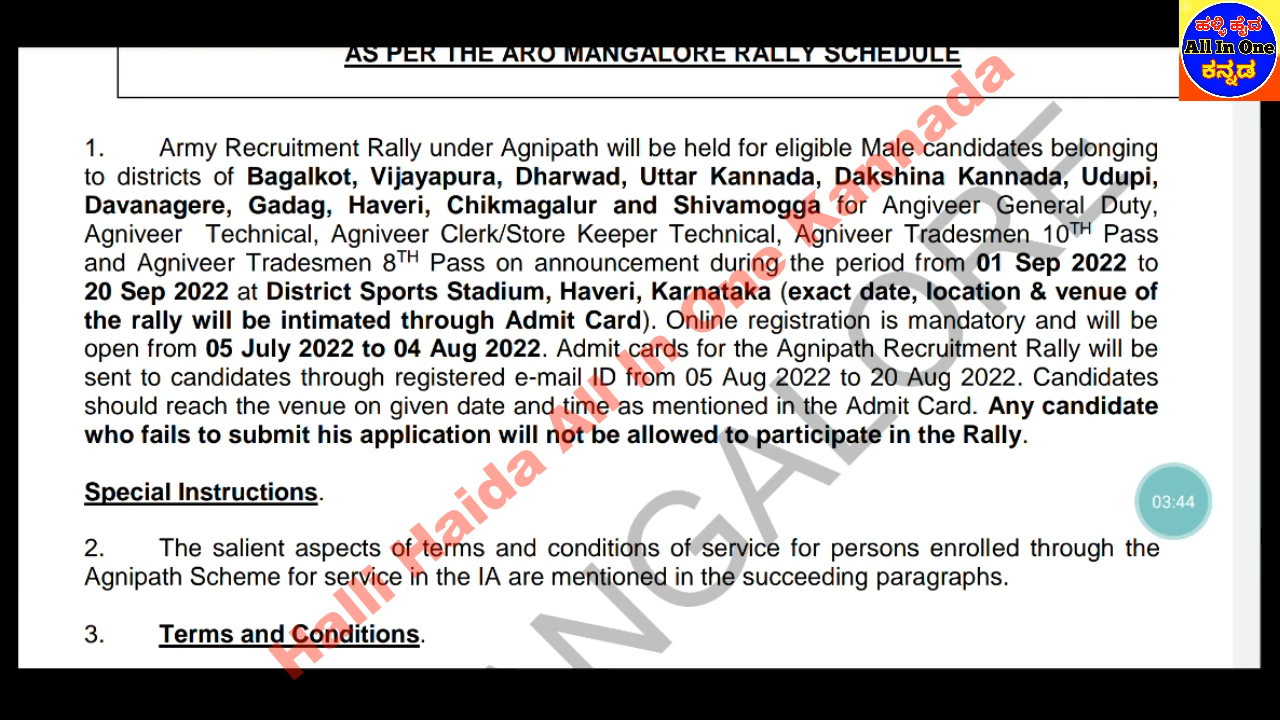 AS PER THE ARO MANGALORE RALLY SCHEDULE
ಹಳ್ಳಿ ಹೈದ
All In One
ಕನ್ನಡ
1. Army Recruitment Rally under Agnipath will be held for eligible Male candidates belonging
to districts of Bagalkot, Vijayapura, Dharwad, Uttar Kannada, Dakshina Kannada, Udupi,
Davanagere, Gadag, Haveri, Chikmagalur and Shivamogga for Angiveer General Duty,
Agniveer Technical, Agniveer Clerk/Store Keeper Technical, Agniveer Tradesmen 10TH Pass
and Agniveer Tradesmen 8TH Pass on announcement during the period from 01 Sep 2022 to
20 Sep 2022 at District Sports Stadium, Haveri, Karnataka (exact date, location & venue of
the rally will be intimated through Admit Card). Online registration is mandatory and will be
open from 05 July 2022 to 04 Aug 2022. Admit cards for the Agnipath Recruitment Rally will be
sent to candidates through registered e-mail ID from 05 Aug 2022 to 20 Aug 2022. Candidates
should reach the venue on given date and time as mentioned in the Admit Card. Any candidate
who fails to submit his application will not be allowed to participate in the Rally.
Special Instructions.
03:44
2. The salient aspects of terms and conditions of service for persons enrolled through the
Agnipath Scheme for service in the IA are mentioned in the succeeding paragraphs.
3. Terms and Conditions.
Halli Haida All In One Kannada
NGALORE